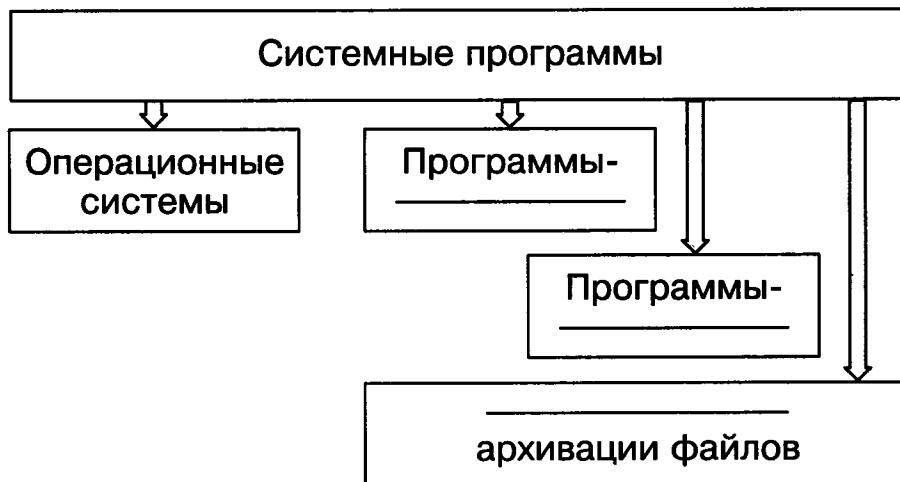 Системные программы
Операционные
системы
Программы-
Программы-
архивации файлов